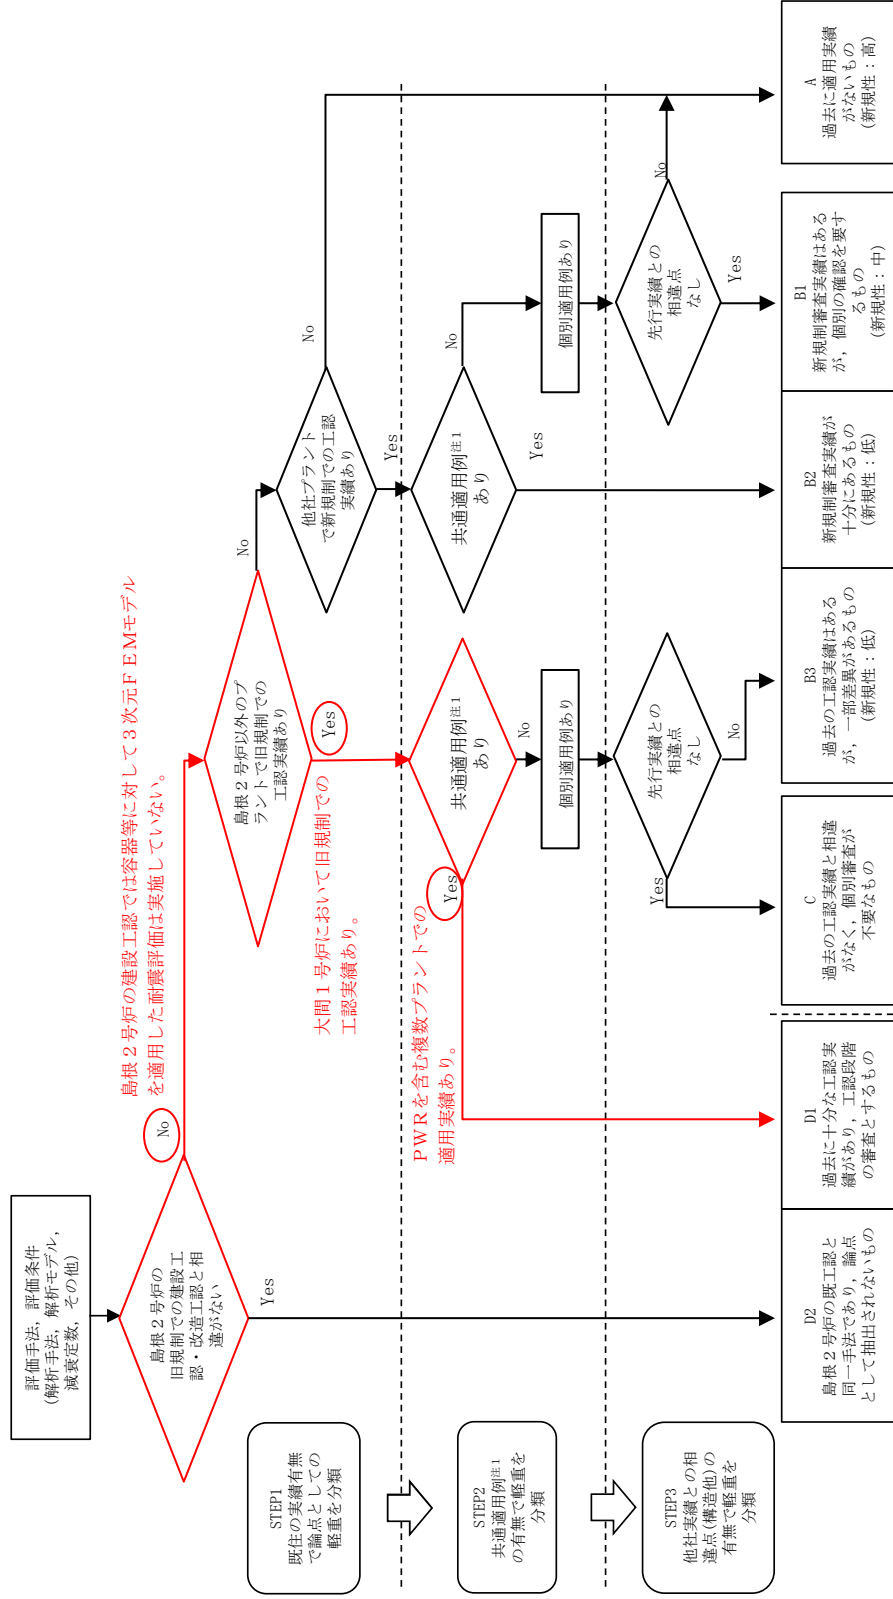 評価手法，評価条件
(解析手法，解析モデル，
減衰定数，その他)
島根２号炉の
旧規制での建設工
認・改造工認と相
違がない
No
Yes
島根２号炉の建設工認では容器等に対して３次元ＦＥＭモデル
を適用した耐震評価は実施していない。
島根２号炉以外のプ
ラントで旧規制での
工認実績あり
No
Yes
大間１号炉において旧規制での
工認実績あり。
他社プラント
で新規制での工認
実績あり
No
Yes
STEP1
既往の実績有無
で論点としての
軽重を分類
共通適用例注１
あり
Yes
No
ＰＷＲを含む複数プラントでの
適用実績あり。
個別適用例あり
共通適用例注１
あり
No
Yes
個別適用例あり
STEP2
共通適用例注１
の有無で軽重を
分類
先行実績との
相違点
なし
Yes
No
先行実績との
相違点
なし
No
Yes
STEP3
他社実績との相
違点(構造他)の
有無で軽重を
分類
D2
島根２号炉の既工認と
同一手法であり，論点
として抽出されないもの
D1
過去に十分な工認実
績があり，工認段階
の審査とするもの
C
過去の工認実績と相違
がなく，個別審査が
不要なもの
B3
過去の工認実績はある
が，一部差異があるもの
(新規性：低)
B2
新規制審査実績が
十分にあるもの
(新規性：低)
B1
新規制審査実績はある
が，個別の確認を要す
るもの
(新規性：中)
A
過去に適用実績
がないもの
(新規性：高)